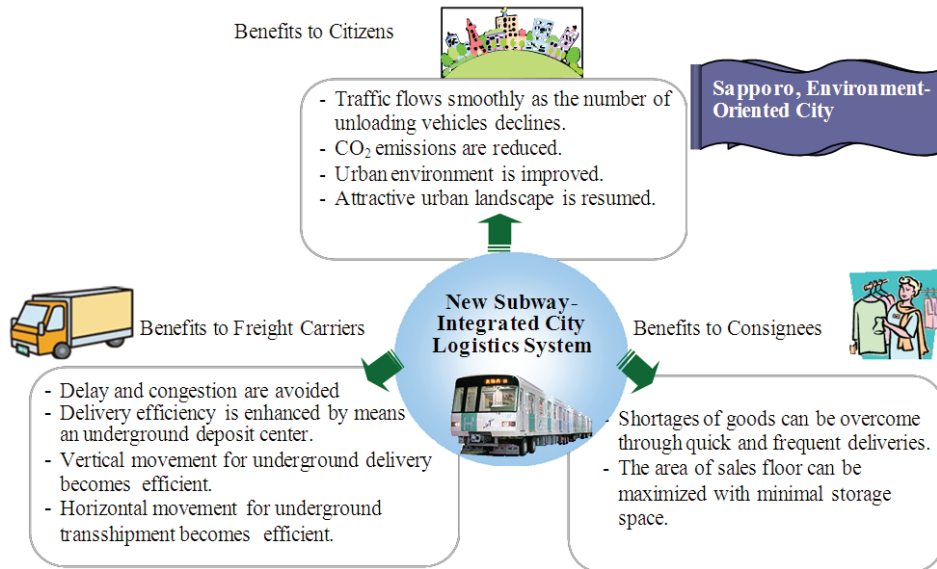 Benefits to Citizens
- Traffic flows smoothly as the number of
unloading vehicles declines.
- CO₂ emissions are reduced.
- Urban environment is improved.
- Attractive urban landscape is resumed.
Sapporo, Environment-
Oriented City
New Subway-
Integrated City
Logistics System
Benefits to Freight Carriers
- Delay and congestion are avoided
- Delivery efficiency is enhanced by means
an underground deposit center.
- Vertical movement for underground delivery
becomes efficient.
- Horizontal movement for underground
transshipment becomes efficient.
Benefits to Consignees
- Shortages of goods can be overcome
through quick and frequent deliveries.
- The area of sales floor can be
maximized with minimal storage
space.